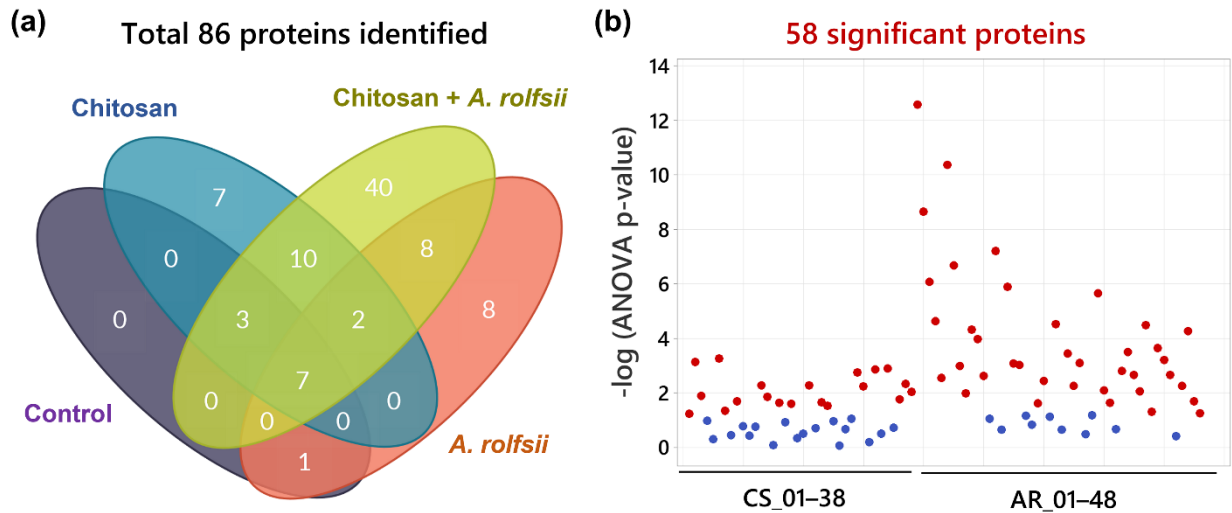 (a)
Total 86 proteins identified
Chitosan
Chitosan + A. rolfsii
Control
A. rolfsii
7
40
0
10
8
0
3
2
8
7
0
0
0
0
1
(b)
58 significant proteins
-log (ANOVA p-value)
14
12
10
8
6
4
2
0
CS_01–38
AR_01–48